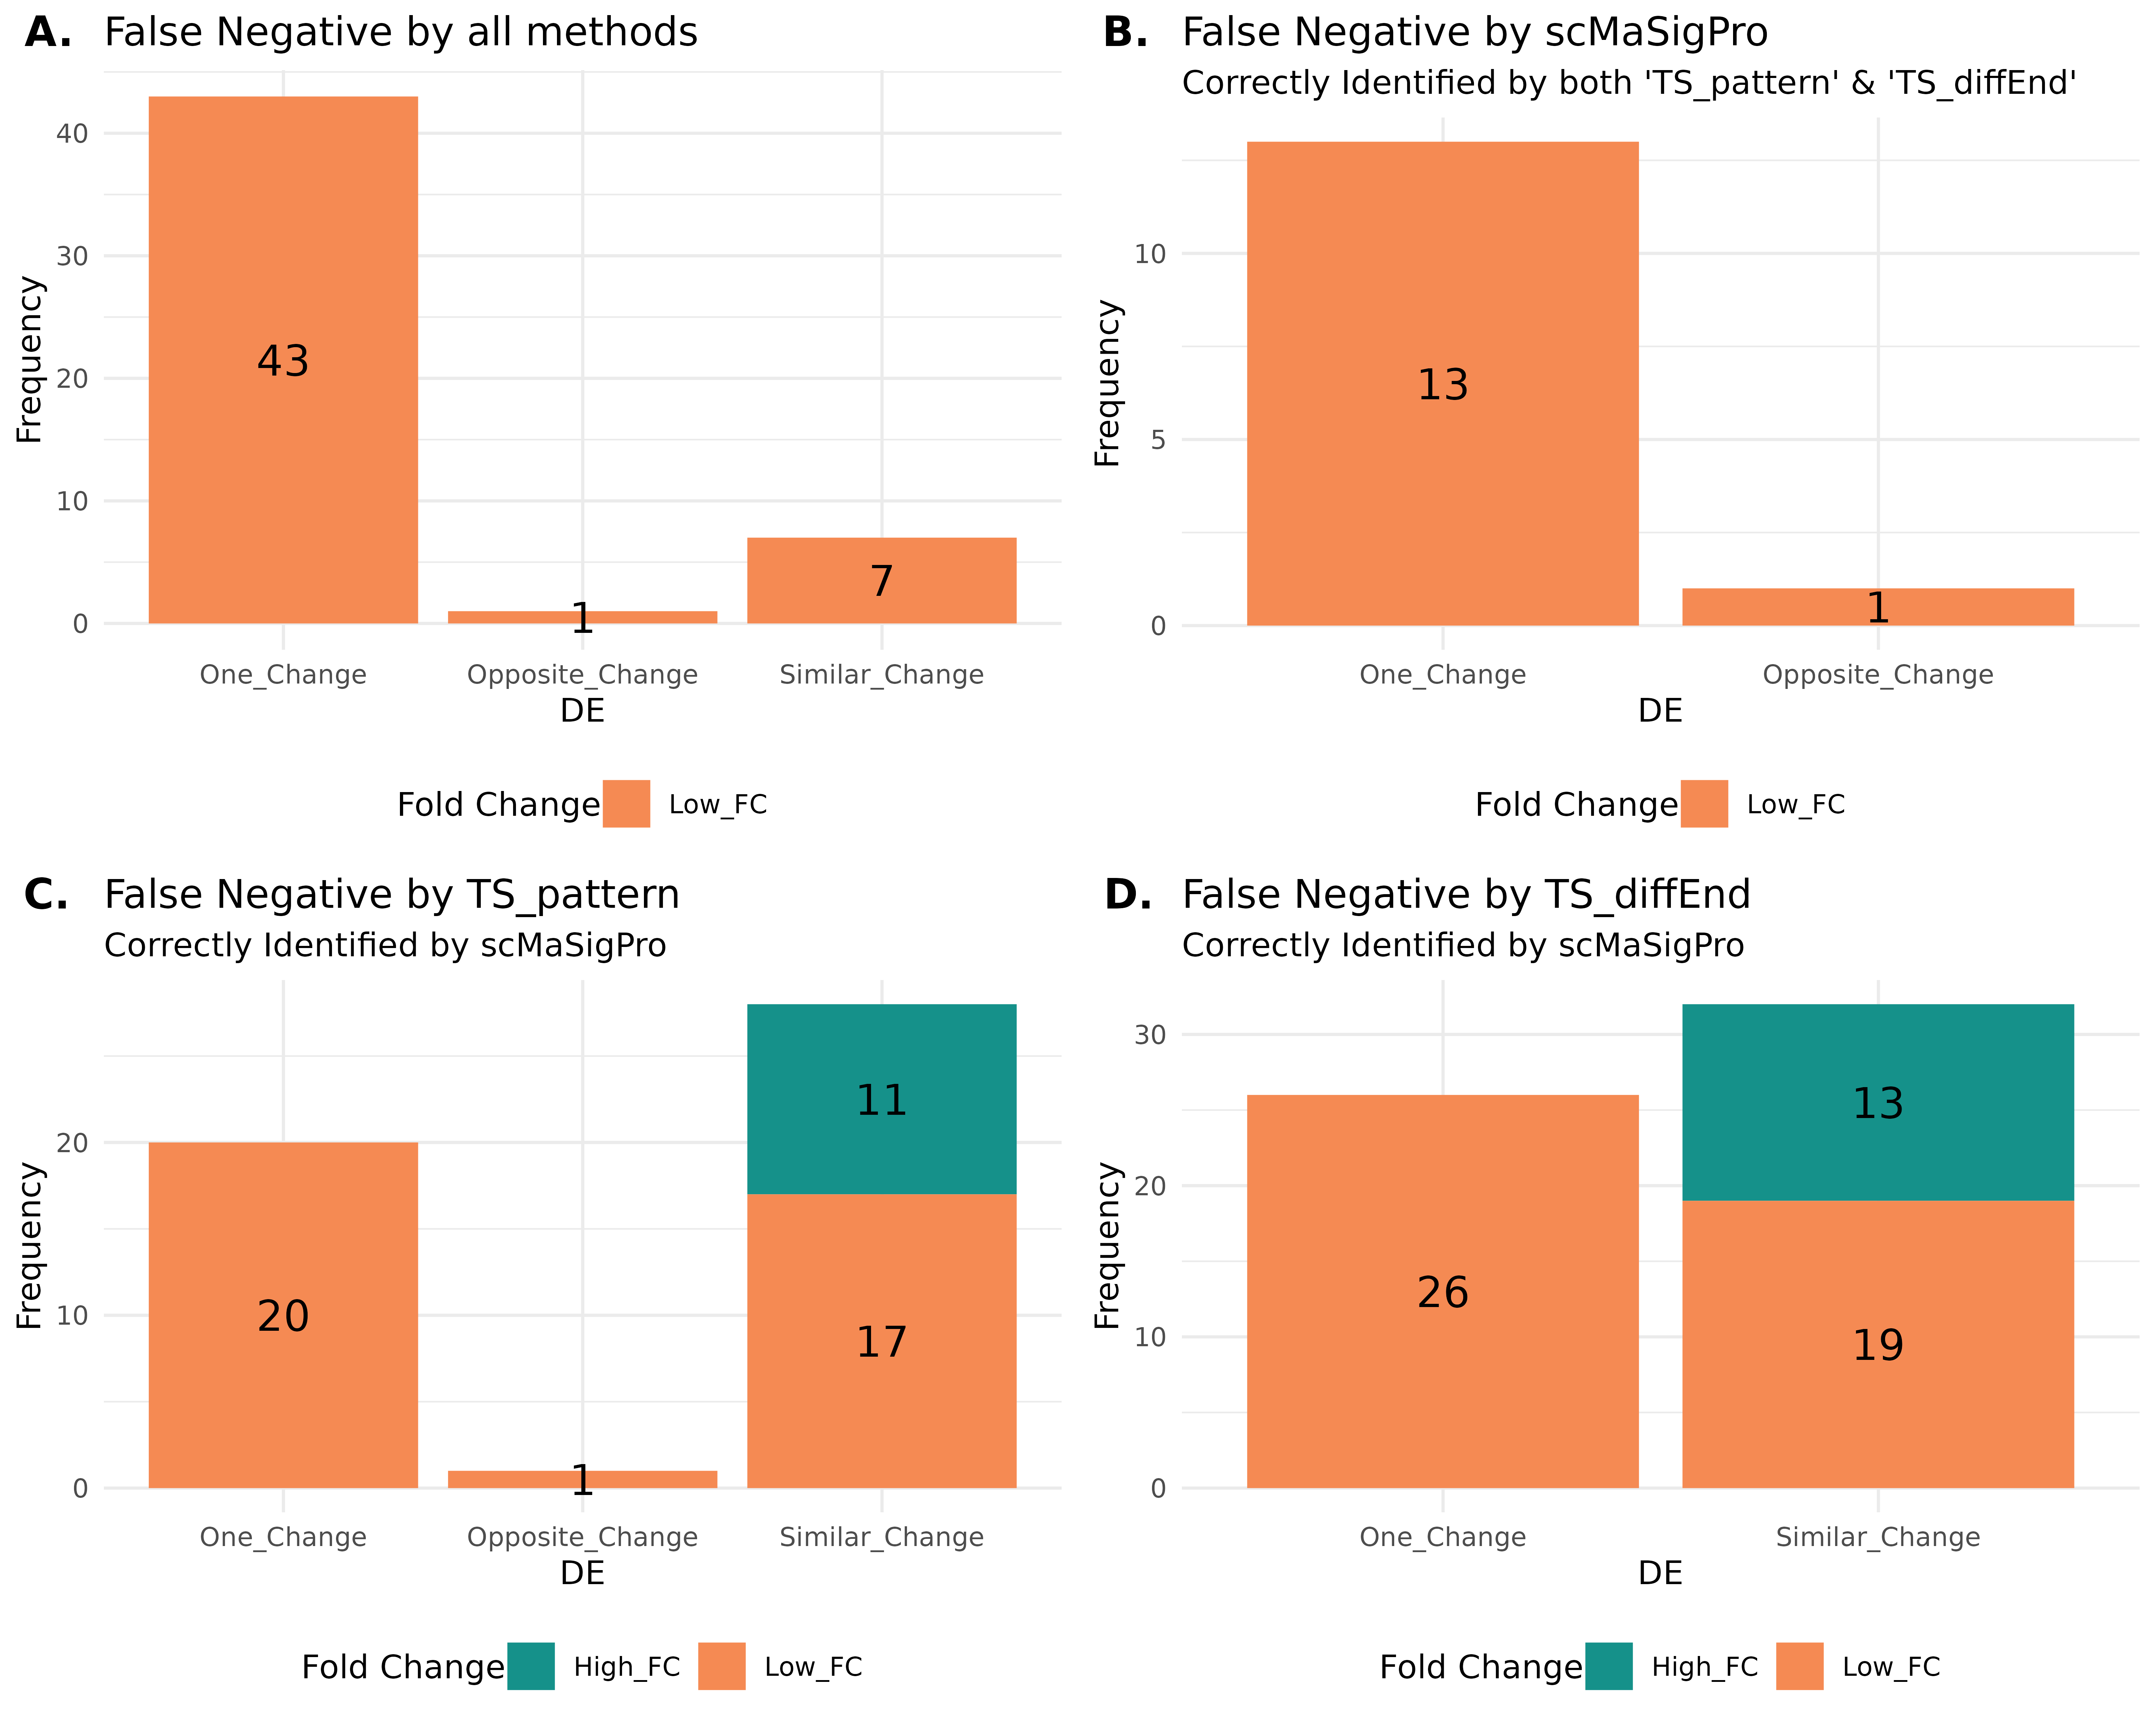 A. False Negative by all methods
Frequency
40
30
20
10
0
43
1
7
One_Change Opposite_Change Similar_Change
DE
Fold Change Low_FC
B. False Negative by scMaSigPro
Correctly Identified by both 'TS_pattern' & 'TS_diffEnd'
Frequency
10
5
0
13
1
One_Change Opposite_Change
DE
Fold Change Low_FC
C. False Negative by TS_pattern
Correctly Identified by scMaSigPro
Frequency
20
10
0
20
1
11
17
One_Change Opposite_Change Similar_Change
DE
Fold Change High_FC Low_FC
D. False Negative by TS_diffEnd
Correctly Identified by scMaSigPro
Frequency
30
20
10
0
26
13
19
One_Change Similar_Change
DE
Fold Change High_FC Low_FC